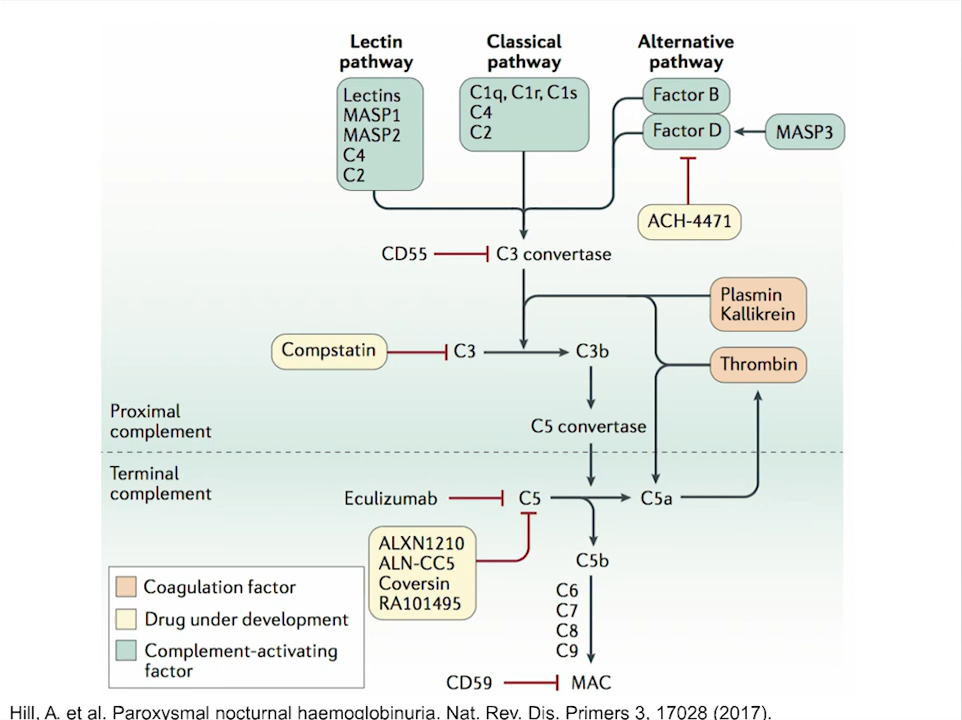 Lectin
pathway
Classical
pathway
Alternative
pathway
Lectins
MASP1
MASP2
C4
C2
C1q, C1r, C1s
C4
C2
Factor B
Factor D
MASP3
ACH-4471
CD55
C3 convertase
Plasmin
Kallikrein
Compstatin
C3
C3b
Thrombin
Proximal
complement
C5 convertase
Terminal
complement
Eculizumab
C5
C5a
ALXN1210
ALN-CC5
Coversin
RA101495
C5b
C6
C7
C8
C9
CD59
MAC
Coagulation factor
Drug under development
Complement-activating
factor
Hill, A. et al. Paroxysmal nocturnal haemoglobinuria. Nat. Rev. Dis. Primers 3, 17028 (2017).